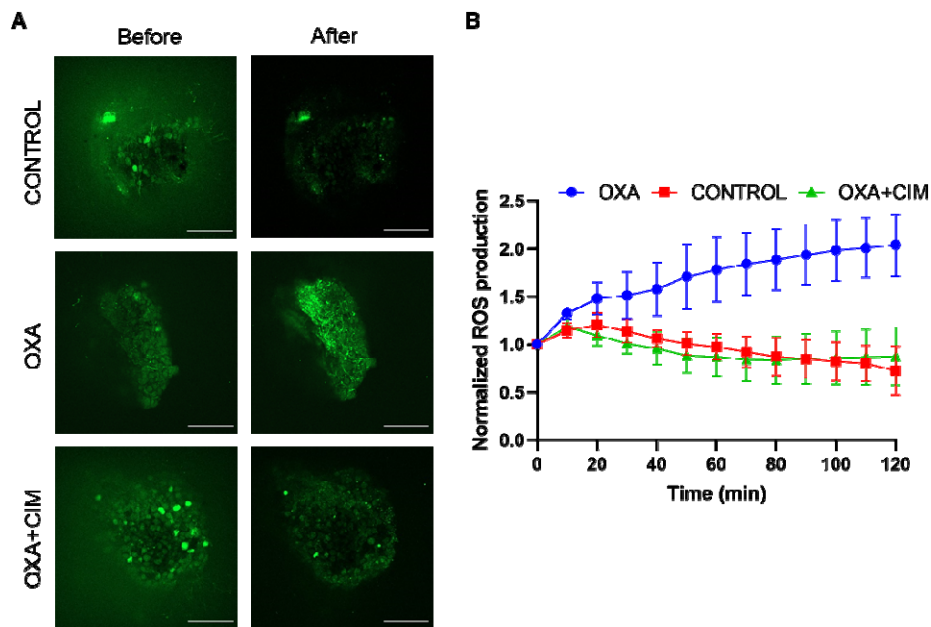 A
Before
After
CONTROL
OXA
OXA+CIM
B
OXA CONTROL OXA+CIM
Normalized ROS production
2.5
2.0
1.5
1.0
0.5
0.0
0 20 40 60 80 100 120
Time (min)